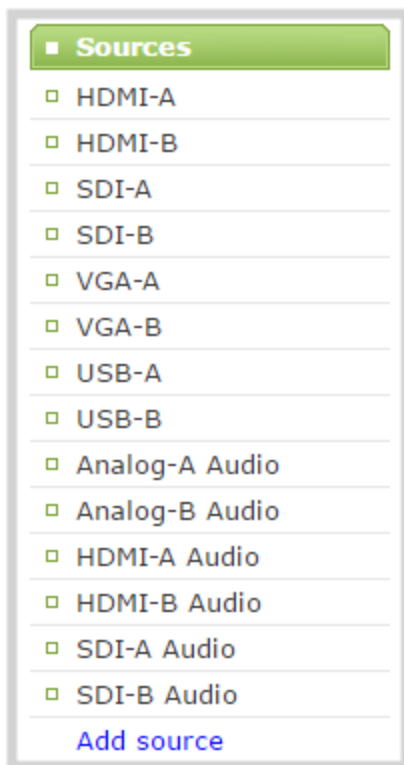 Sources
HDMI-A
HDMI-B
SDI-A
SDI-B
VGA-A
VGA-B
USB-A
USB-B
Analog-A Audio
Analog-B Audio
HDMI-A Audio
HDMI-B Audio
SDI-A Audio
SDI-B Audio
Add source